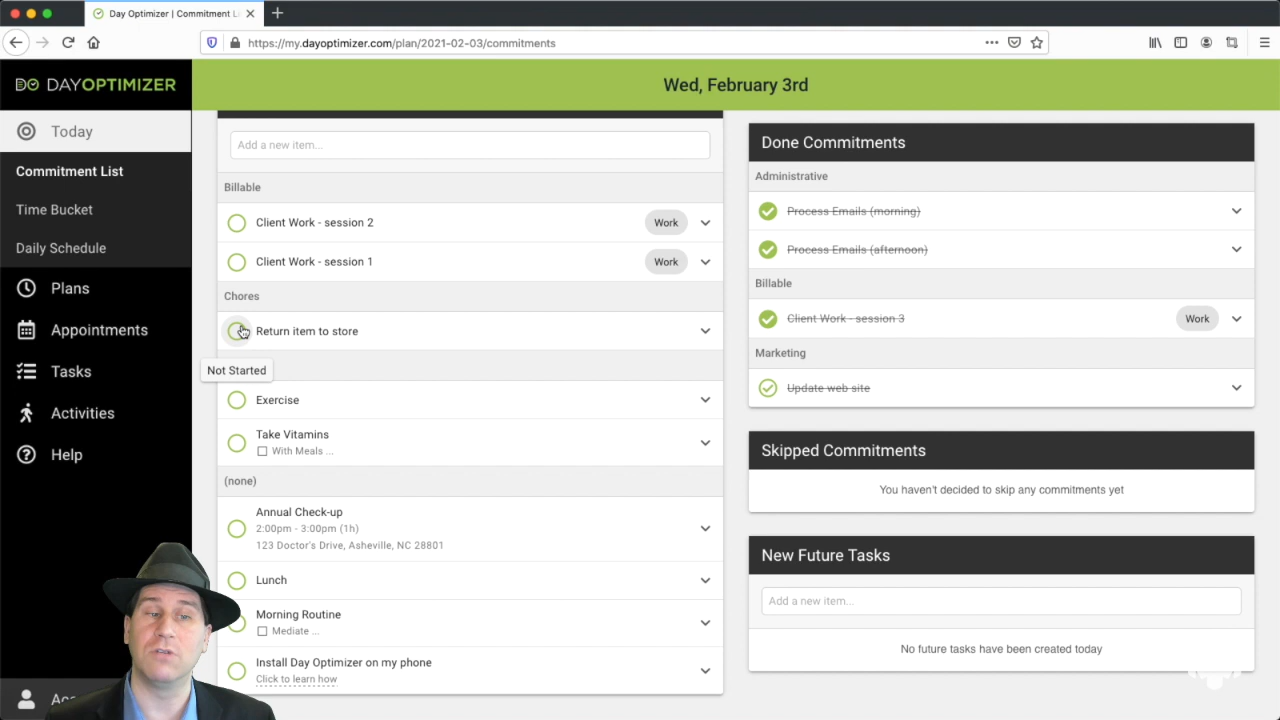 Day Optimizer | Commitment Li
https://my.dayoptimizer.com/plan/2021-02-03/commitments
DAYOPTIMIZER
Wed, February 3rd
Today
Commitment List
Time Bucket
Daily Schedule
Plans
Appointments
Tasks
Activities
Help
Add a new item...
Billable
Client Work - session 2
Work
Client Work - session 1
Work
Chores
Return item to store
Not Started
Exercise
Take Vitamins
With Meals ...
(none)
Annual Check-up
2:00pm - 3:00pm (1h)
123 Doctor's Drive, Asheville, NC 28801
Lunch
Morning Routine
Mediate ...
Install Day Optimizer on my phone
Click to learn how
Done Commitments
Administrative
Process Emails (morning)
Process Emails (afternoon)
Billable
Client Work - session 3
Work
Marketing
Update web site
Skipped Commitments
You haven't decided to skip any commitments yet
New Future Tasks
Add a new item...
No future tasks have been created today